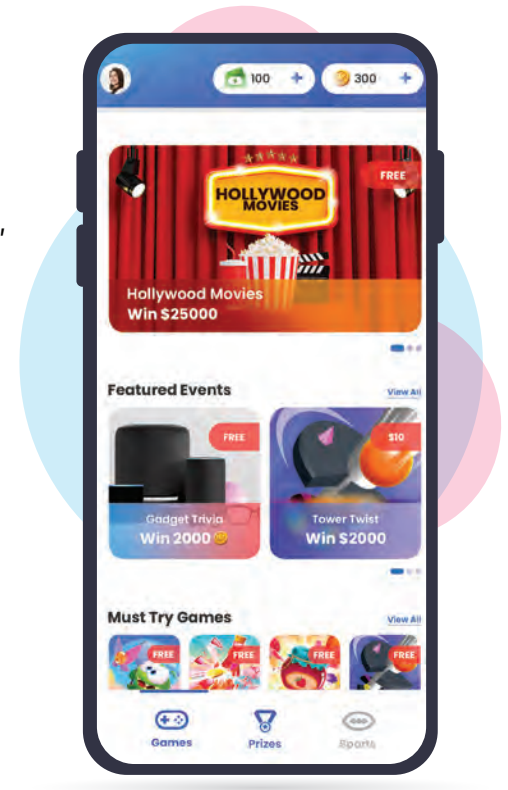 100 +
300 +
FREE
HOLLYWOOD
MOVIES
Hollywood Movies
Win $25000
Featured Events
View All
FREE
$10
Gadget Trivia
Win 2000
Tower Twist
Win $2000
Must Try Games
View All
FREE
FREE
FREE
FREE
Games
Prizes
Sports